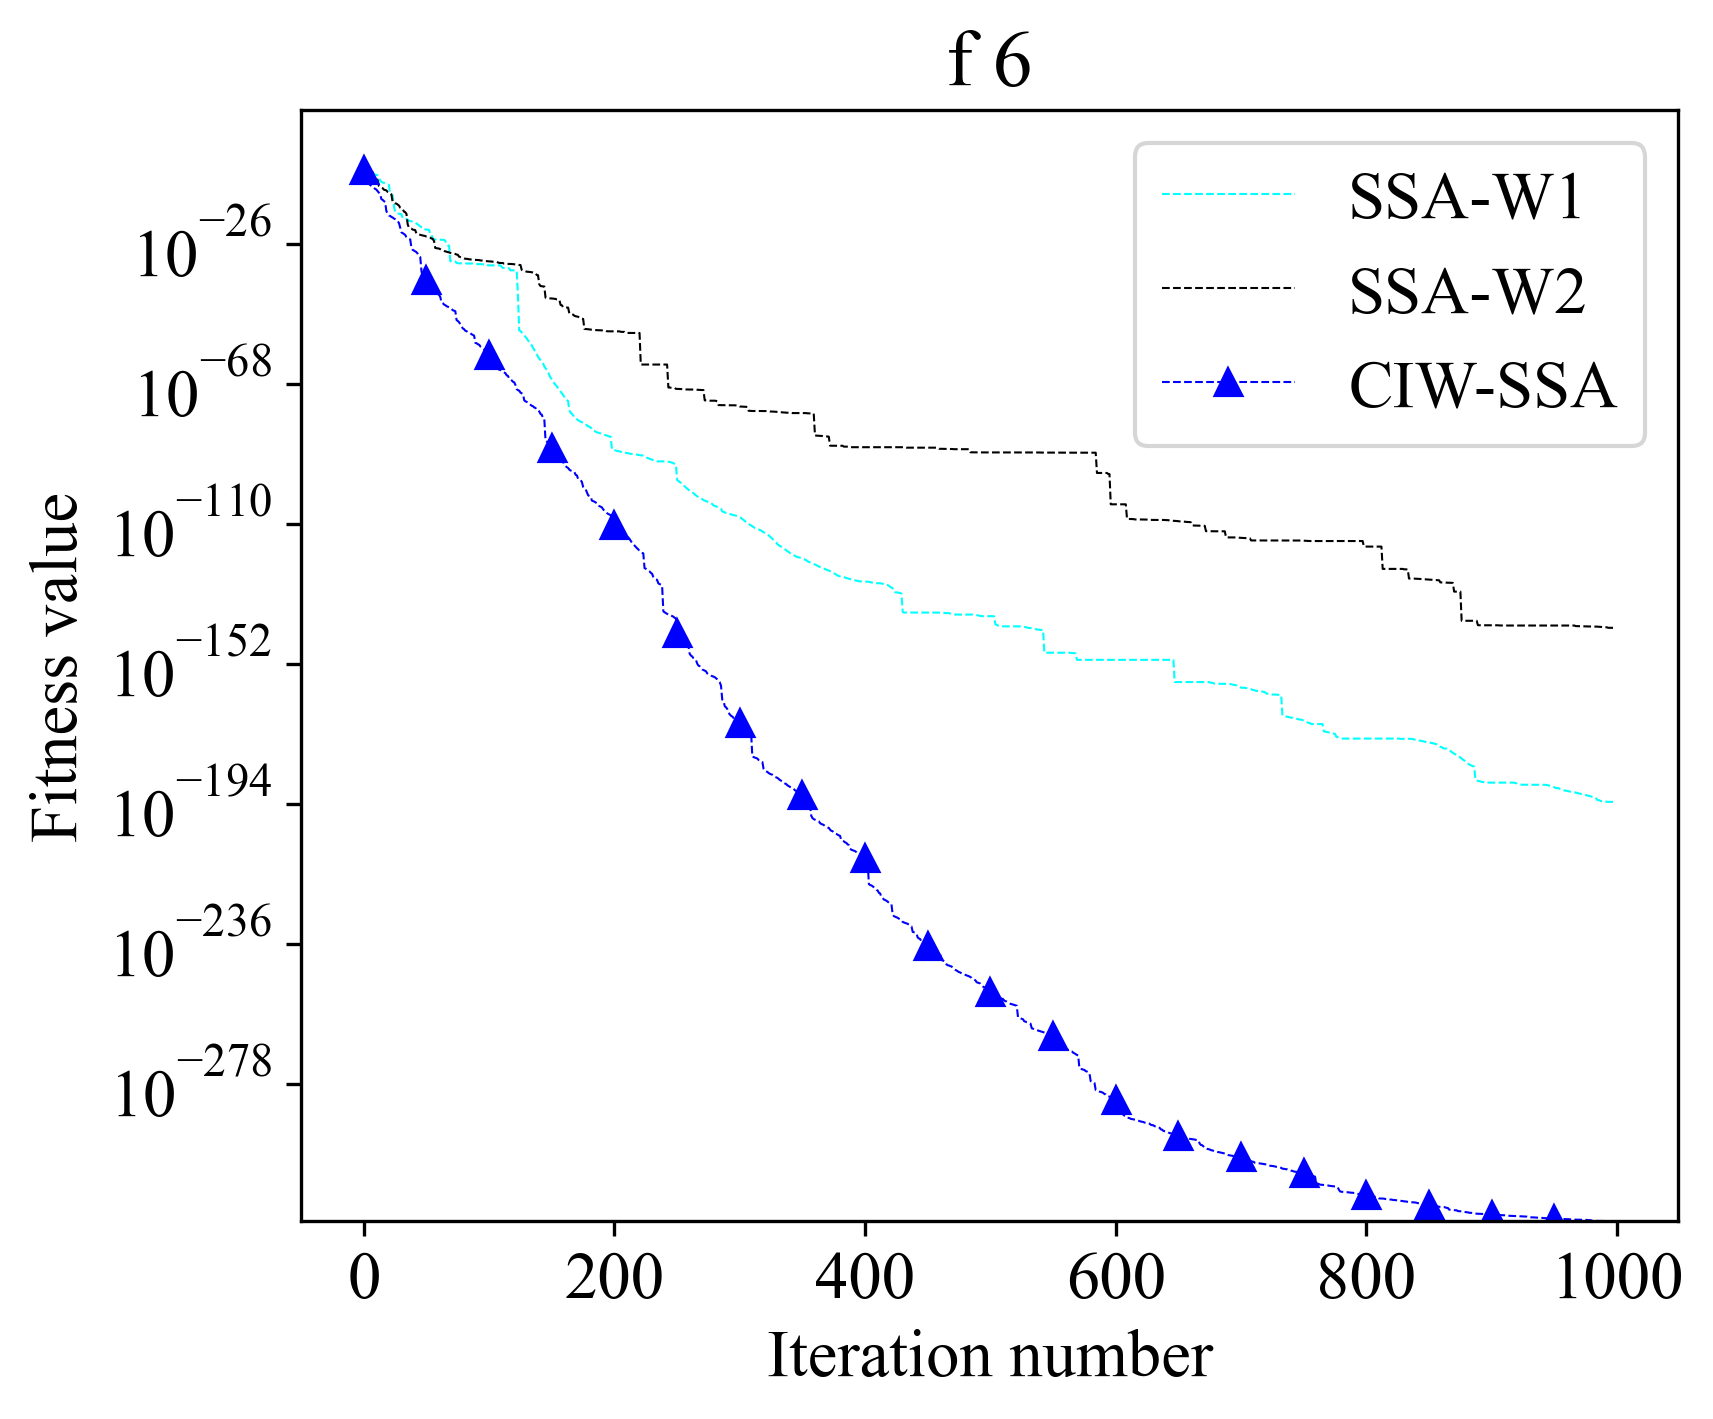 f 6
SSA-W1
SSA-W2
CIW-SSA
Fitness value
10^−26
10^−68
10^−110
10^−152
10^−194
10^−236
10^−278
0 200 400 600 800 1000
Iteration number